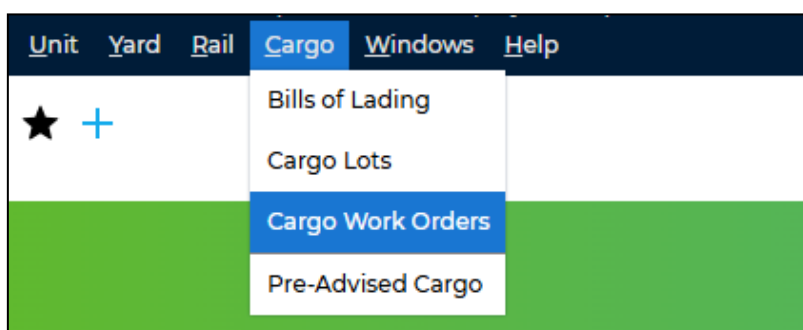 Unit Yard Rail Cargo Windows Help
Bills of Lading
Cargo Lots
Cargo Work Orders
Pre-Advised Cargo